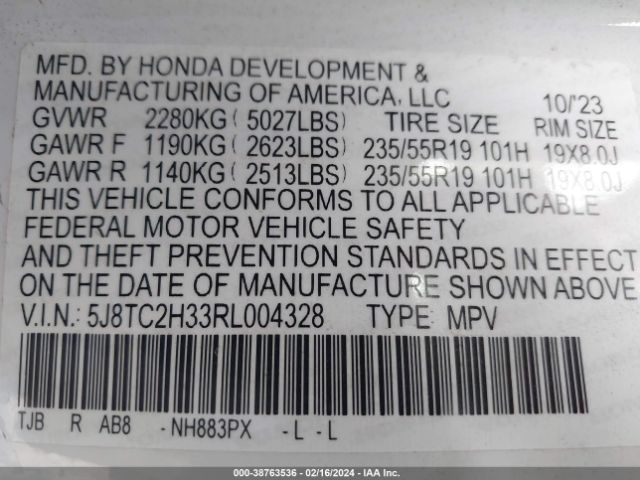 MFD. BY HONDA DEVELOPMENT &
MANUFACTURING OF AMERICA, LLC 10/'23
GVWR 2280KG ( 5027LBS) TIRE SIZE RIM SIZE
GAWR F 1190KG ( 2623LBS) 235/55R19 101H 19X8.0J
GAWR R 1140KG ( 2513LBS) 235/55R19 101H 19X8.0J
THIS VEHICLE CONFORMS TO ALL APPLICABLE
FEDERAL MOTOR VEHICLE SAFETY
AND THEFT PREVENTION STANDARDS IN EFFECT
ON THE DATE OF MANUFACTURE SHOWN ABOVE
V.I.N.: 5J8TC2H33RL004328 TYPE: MPV
TJB R AB8 -NH883PX -L -L
000-38763536 - 02/16/2024 - IAA Inc.